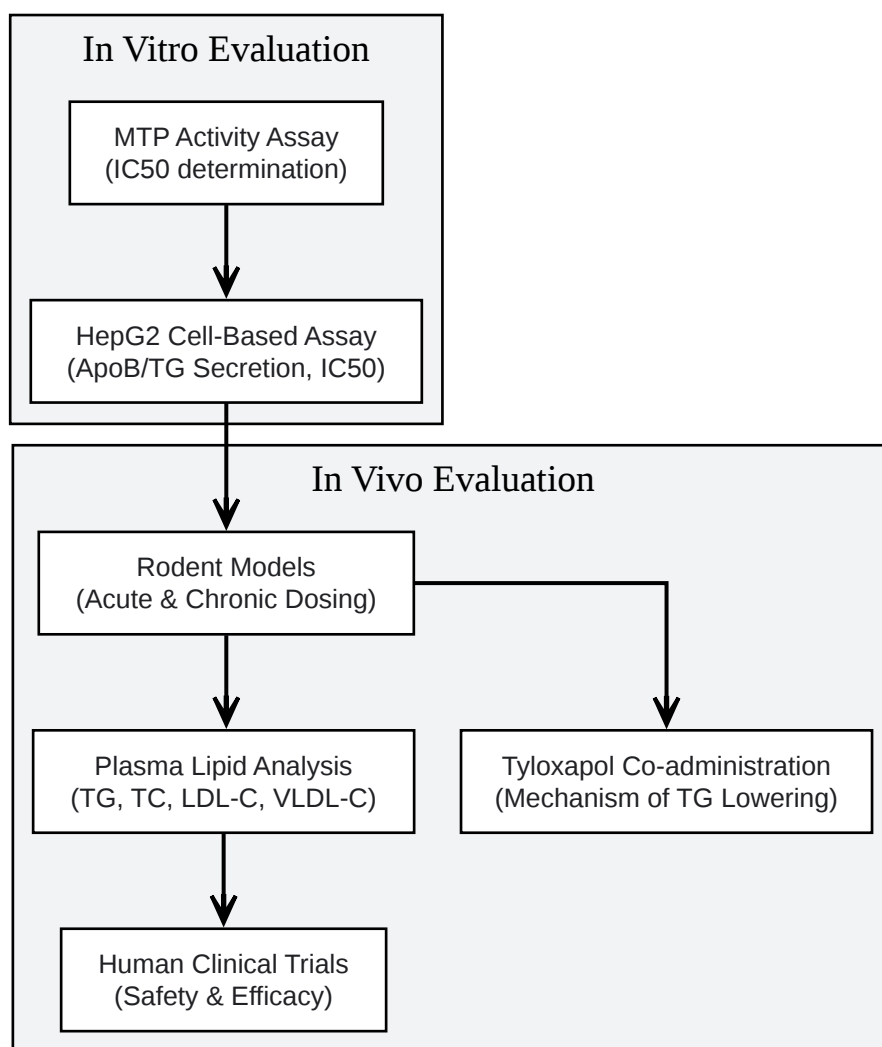 In Vitro Evaluation
MTP Activity Assay
(IC50 determination)
HepG2 Cell-Based Assay
(ApoB/TG Secretion, IC50)
In Vivo Evaluation
Rodent Models
(Acute & Chronic Dosing)
Plasma Lipid Analysis
(TG, TC, LDL-C, VLDL-C)
Tyloxapol Co-administration
(Mechanism of TG Lowering)
Human Clinical Trials
(Safety & Efficacy)